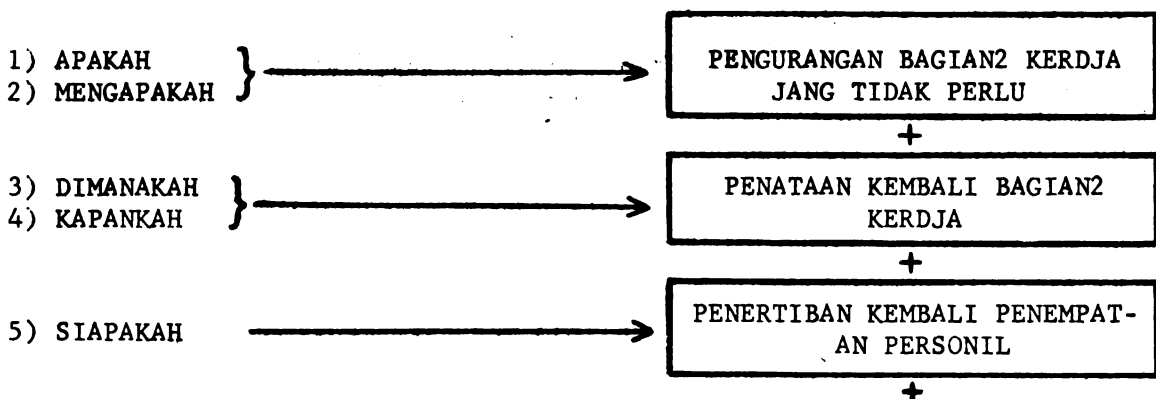 1) APAKAH
2) MENGAPAKAH
}
PENGURANGAN BAGIAN2 KERDJA
JANG TIDAK PERLU
+
3) DIMANAKAH
4) KAPANKAH
}
PENATAAN KEMBALI BAGIAN2
KERDJA
+
5) SIAPAKAH
PENERTIBAN KEMBALI PENEMPAT-
AN PERSONIL
+